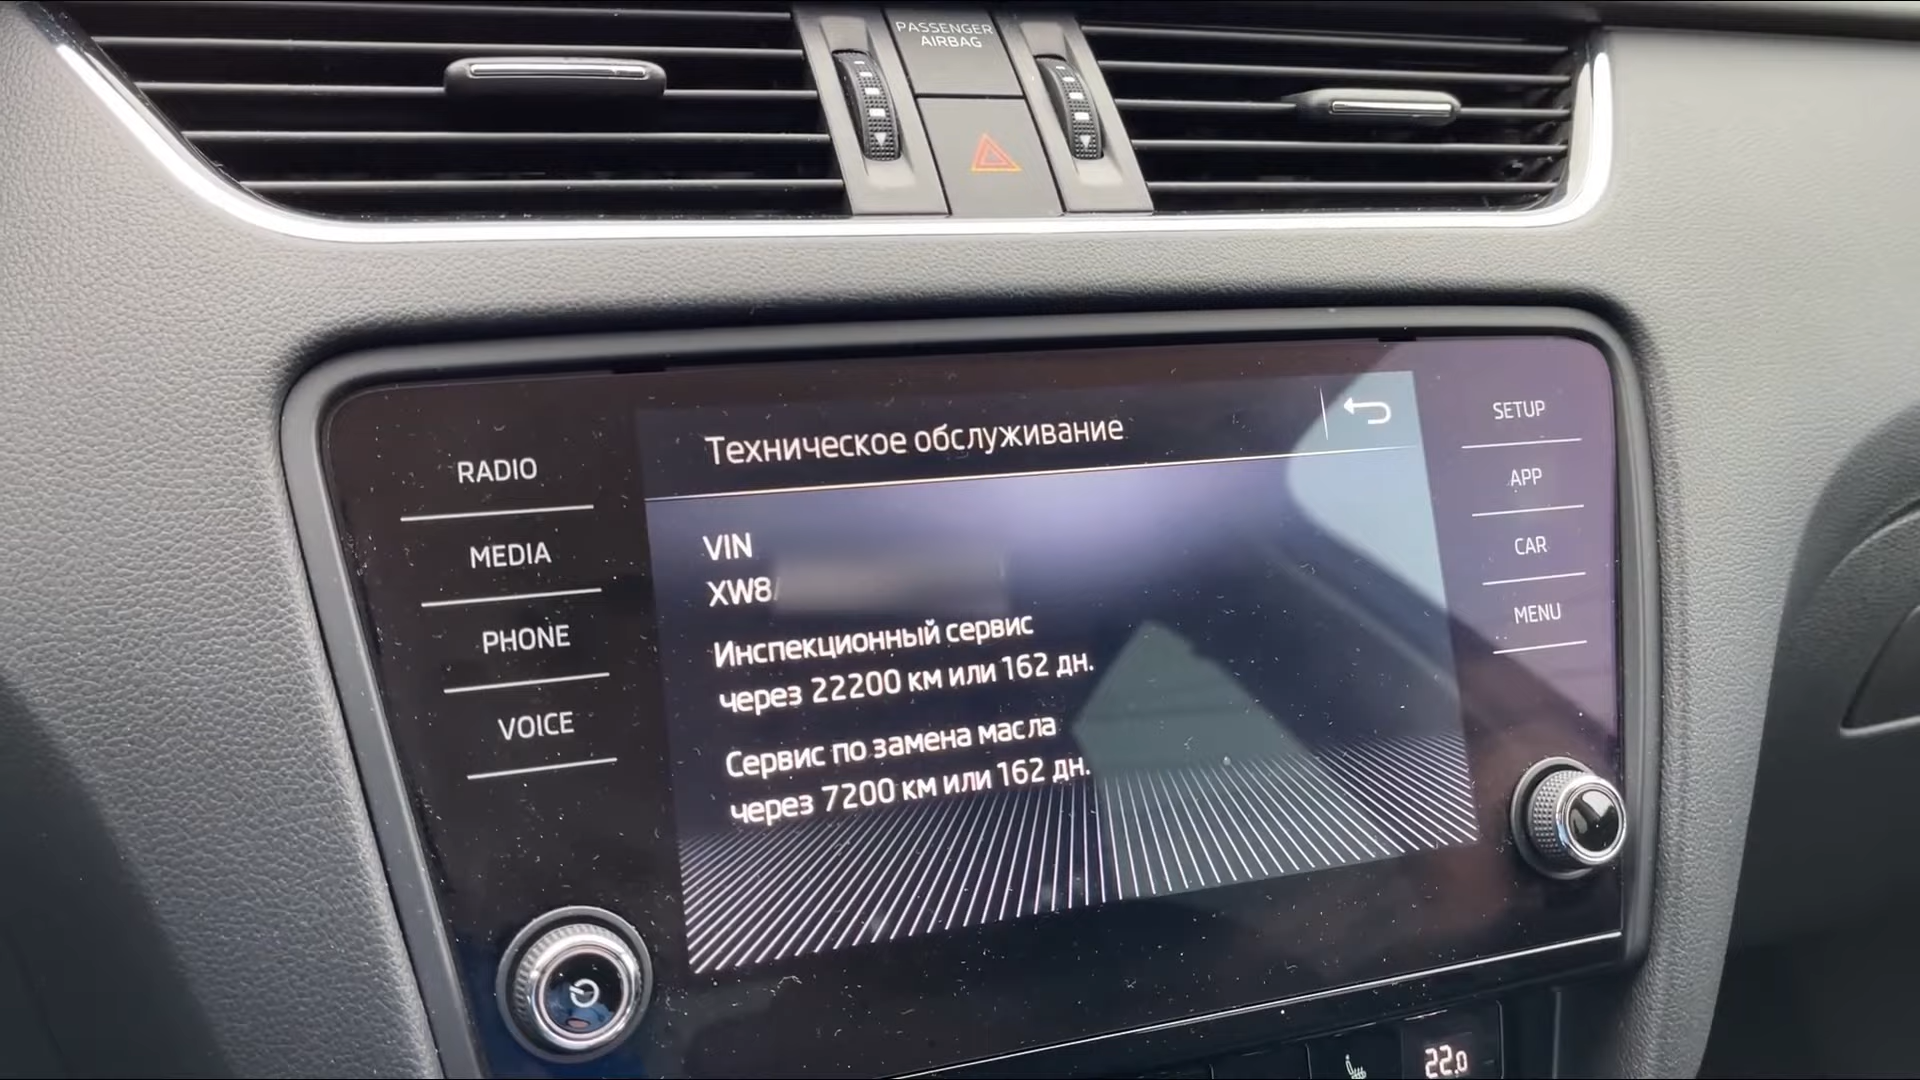 PASSENGER
AIRBAG
RADIO
MEDIA
PHONE
VOICE
Техническое обслуживание
VIN
XW8
Инспекционный сервис
через 22200 км или 162 дн.
Сервис по замена масла
через 7200 км или 162 дн.
SETUP
APP
CAR
MENU
22.0